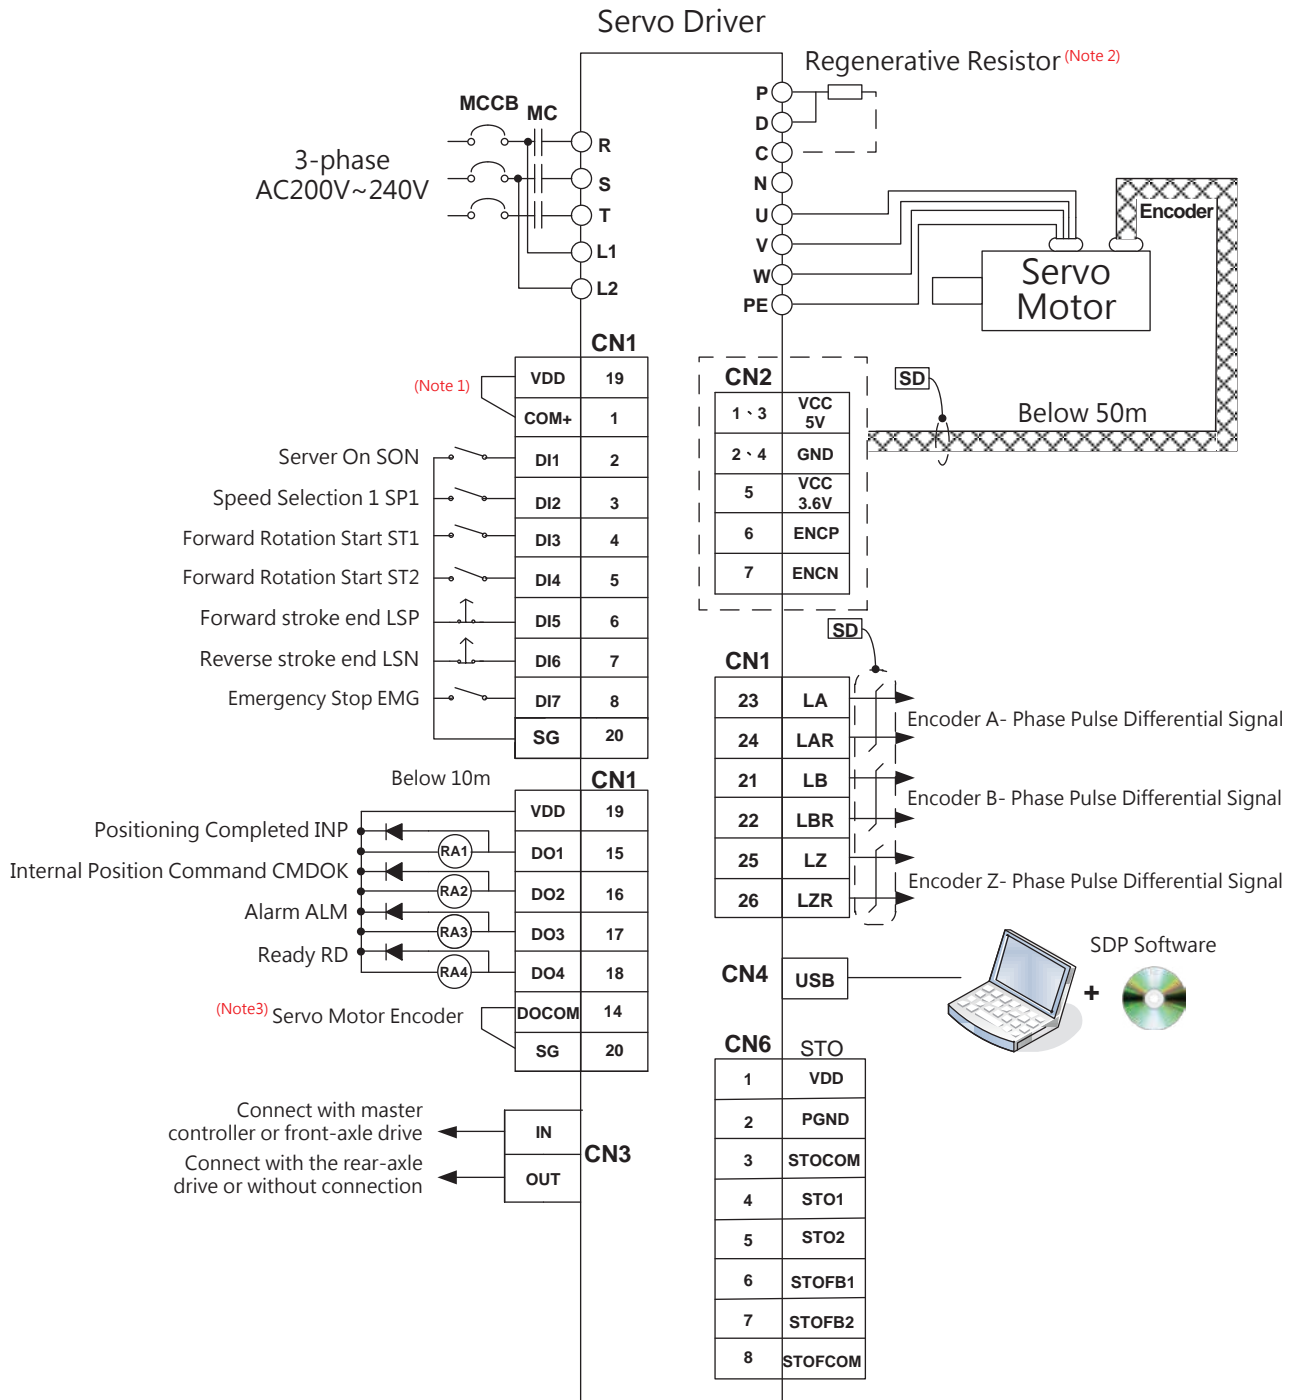 Servo Driver
Regenerative Resistor (Note 2)
MCCB
MC
3-phase
AC200V~240V
R
S
T
L1
L2
P
D
C
N
U
V
W
PE
Encoder
Servo
Motor
CN1
(Note 1)
VDD 19
COM+ 1
Server On SON DI1 2
Speed Selection 1 SP1 DI2 3
Forward Rotation Start ST1 DI3 4
Forward Rotation Start ST2 DI4 5
Forward stroke end LSP DI5 6
Reverse stroke end LSN DI6 7
Emergency Stop EMG DI7 8
SG 20
CN2
SD
Below 50m
1、3 VCC 5V
2、4 GND
5 VCC 3.6V
6 ENCP
7 ENCN
Below 10m
CN1
VDD 19
Positioning Completed INP RA1 DO1 15
Internal Position Command CMDOK RA2 DO2 16
Alarm ALM RA3 DO3 17
Ready RD RA4 DO4 18
(Note3) Servo Motor Encoder DOCOM 14
SG 20
SD
CN1
23 LA
24 LAR
Encoder A- Phase Pulse Differential Signal
21 LB
22 LBR
Encoder B- Phase Pulse Differential Signal
25 LZ
26 LZR
Encoder Z- Phase Pulse Differential Signal
CN4 USB
SDP Software
+
Connect with master
controller or front-axle drive
IN
CN3
Connect with the rear-axle
drive or without connection
OUT
CN6 STO
1 VDD
2 PGND
3 STOCOM
4 STO1
5 STO2
6 STOFB1
7 STOFB2
8 STOFCOM